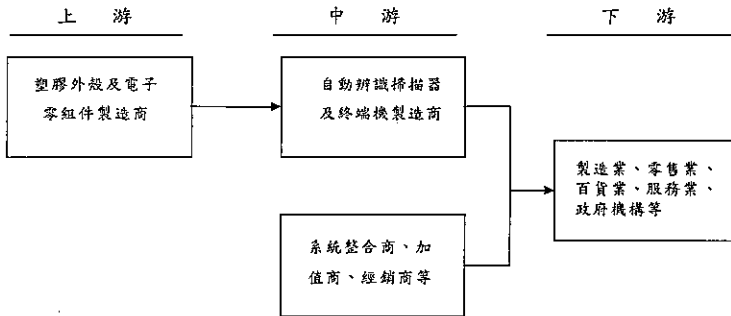 上 游
中 游
下 游
塑膠外殼及電子
零組件製造商
自動辨識掃描器
及終端機製造商
製造業、零售業、
百貨業、服務業、
政府機構等
系統整合商、加
值商、經銷商等